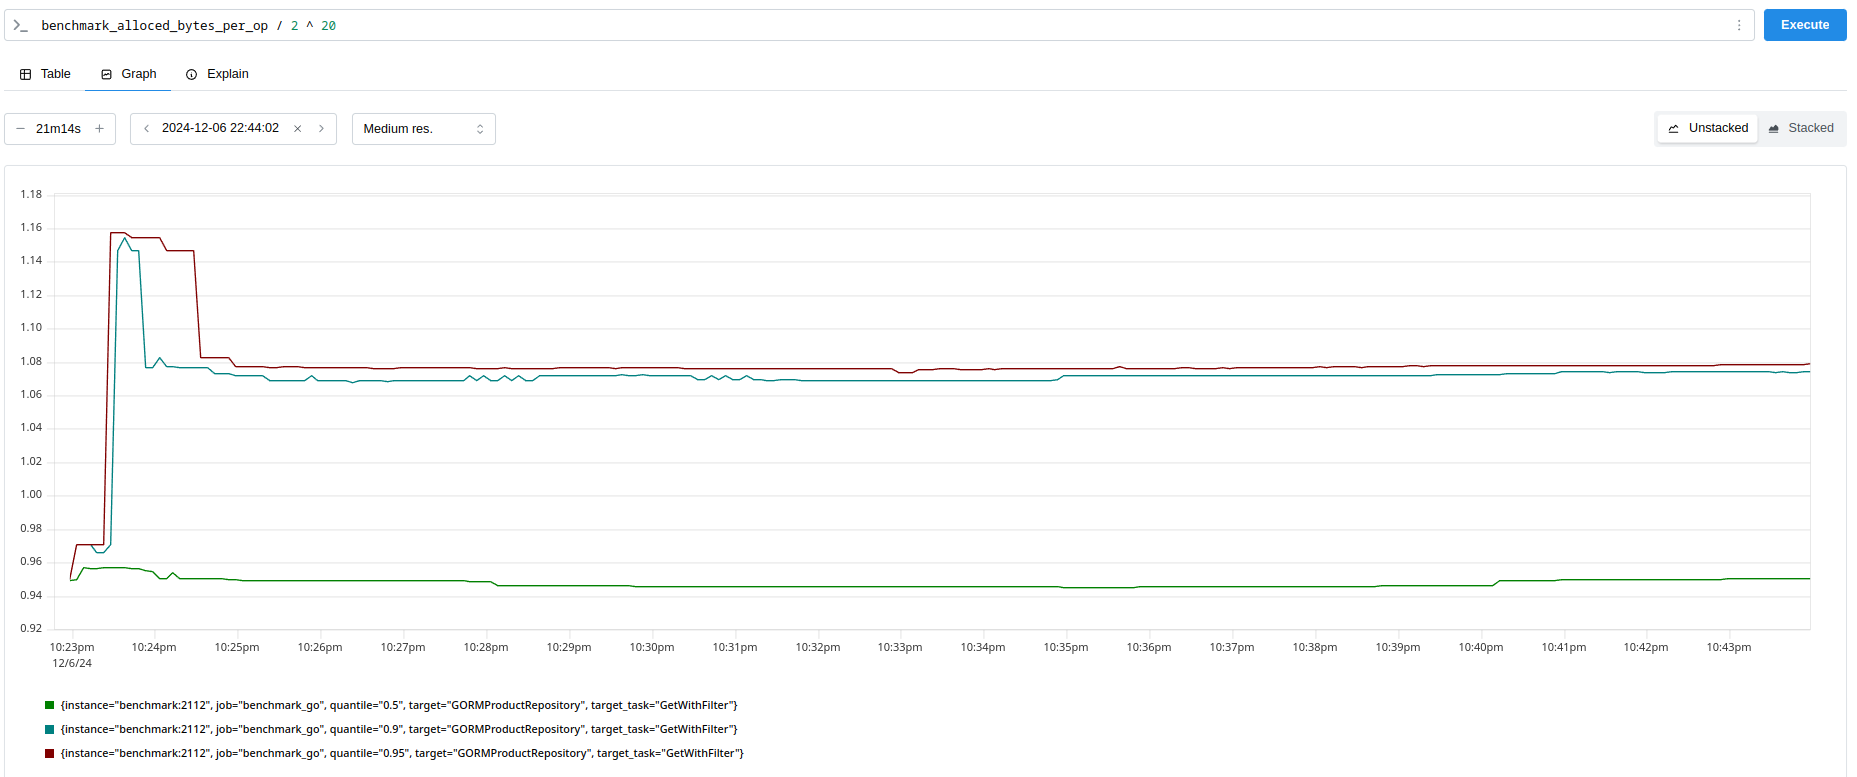 benchmark_alloced_bytes_per_op / 2 ^ 20
Execute
Table Graph Explain
21m14s 2024-12-06 22:44:02 Medium res. Unstacked Stacked
1.18
1.16
1.14
1.12
1.10
1.08
1.06
1.04
1.02
1.00
0.98
0.96
0.94
0.92
10:23pm 10:24pm 10:25pm 10:26pm 10:27pm 10:28pm 10:29pm 10:30pm 10:31pm 10:32pm 10:33pm 10:34pm 10:35pm 10:36pm 10:37pm 10:38pm 10:39pm 10:40pm 10:41pm 10:42pm 10:43pm
12/6/24
{instance="benchmark:2112", job="benchmark_go", quantile="0.5", target="GORMProductRepository", target_task="GetWithFilter"}
{instance="benchmark:2112", job="benchmark_go", quantile="0.9", target="GORMProductRepository", target_task="GetWithFilter"}
{instance="benchmark:2112", job="benchmark_go", quantile="0.95", target="GORMProductRepository", target_task="GetWithFilter"}